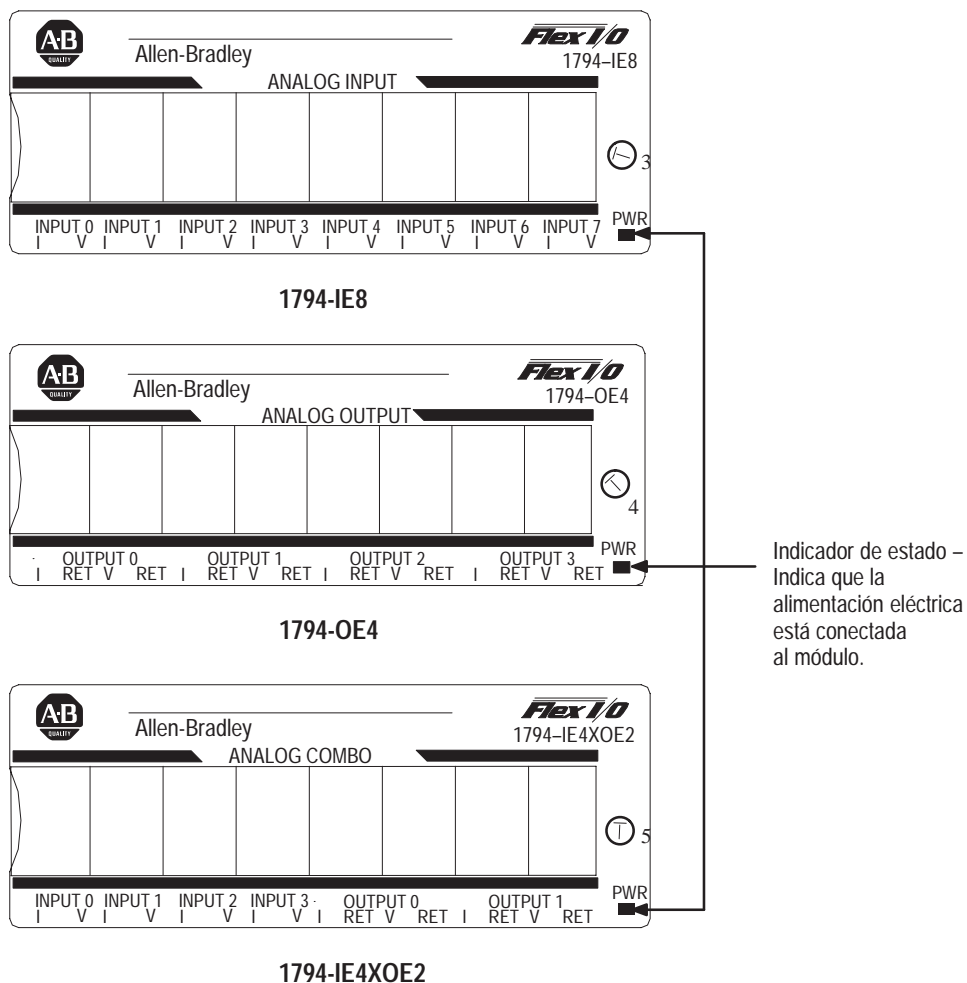 A·B
QUALITY
Allen-Bradley
Flex I/O
1794–IE8
ANALOG INPUT
3
INPUT 0 INPUT 1 INPUT 2 INPUT 3 INPUT 4 INPUT 5 INPUT 6 INPUT 7
I V I V I V I V I V I V I V I V
PWR
1794-IE8
A·B
QUALITY
Allen-Bradley
Flex I/O
1794–OE4
ANALOG OUTPUT
4
OUTPUT 0 OUTPUT 1 OUTPUT 2 OUTPUT 3
I RET V RET I RET V RET I RET V RET I RET V RET
PWR
1794-OE4
Indicador de estado –
Indica que la
alimentación eléctrica
está conectada
al módulo.
A·B
QUALITY
Allen-Bradley
Flex I/O
1794–IE4XOE2
ANALOG COMBO
5
INPUT 0 INPUT 1 INPUT 2 INPUT 3 OUTPUT 0 OUTPUT 1
I V I V I V I V I RET V RET I RET V RET
PWR
1794-IE4XOE2